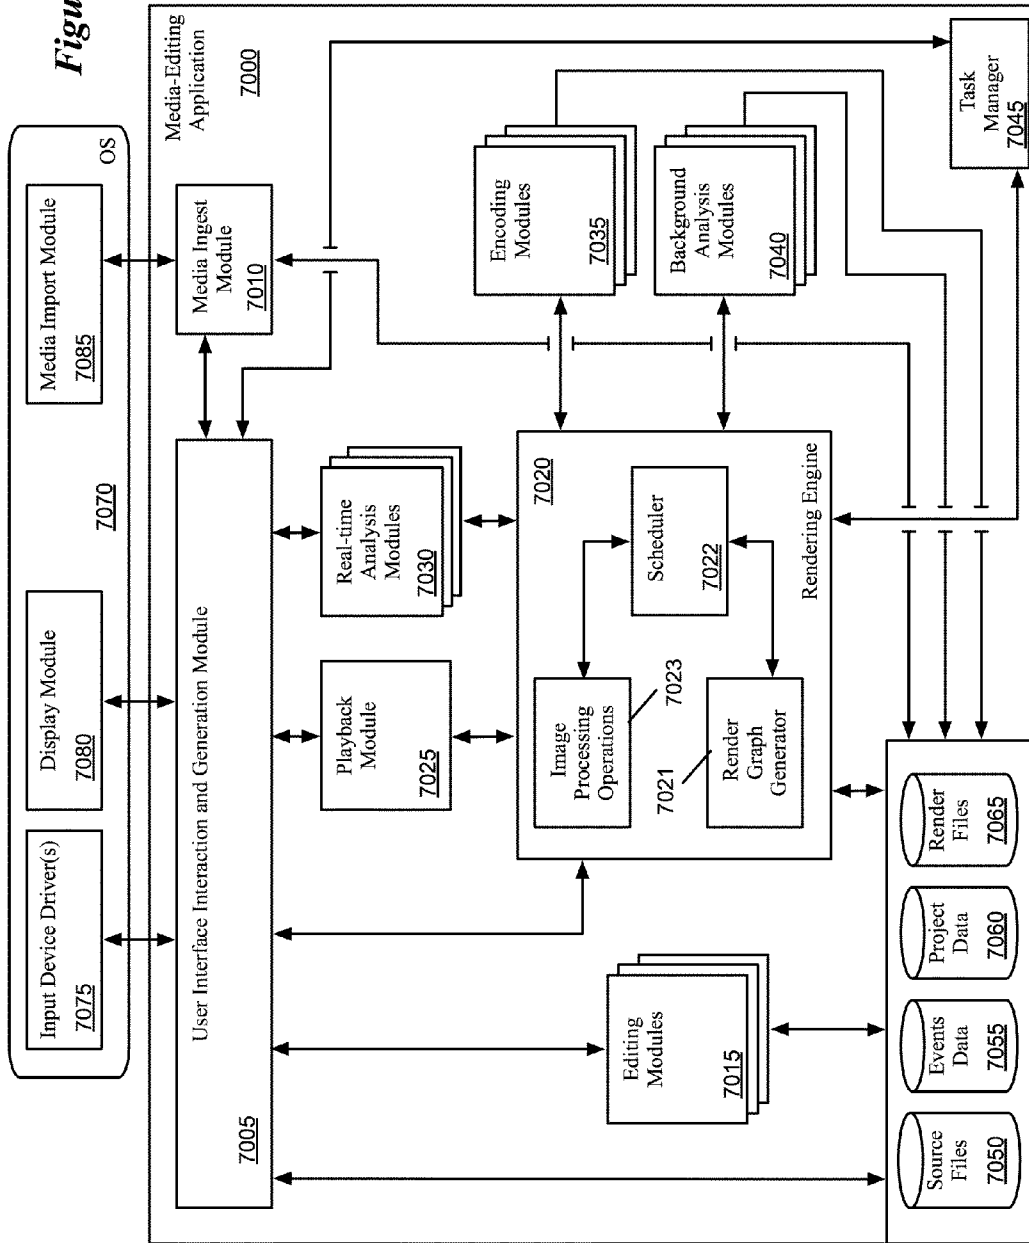 Figu
OS
7070
Input Device Driver(s)
7075
Display Module
7080
Media Import Module
7085
Media-Editing
Application
7000
User Interface Interaction and Generation Module
7005
Media Ingest
Module
7010
Playback
Module
7025
Real-time
Analysis
Modules
7030
Encoding
Modules
7035
Background
Analysis
Modules
7040
Editing
Modules
7015
7020
Image
Processing
Operations
7023
Scheduler
7022
7021
Render
Graph
Generator
Rendering Engine
Task
Manager
7045
Source
Files
7050
Events
Data
7055
Project
Data
7060
Render
Files
7065